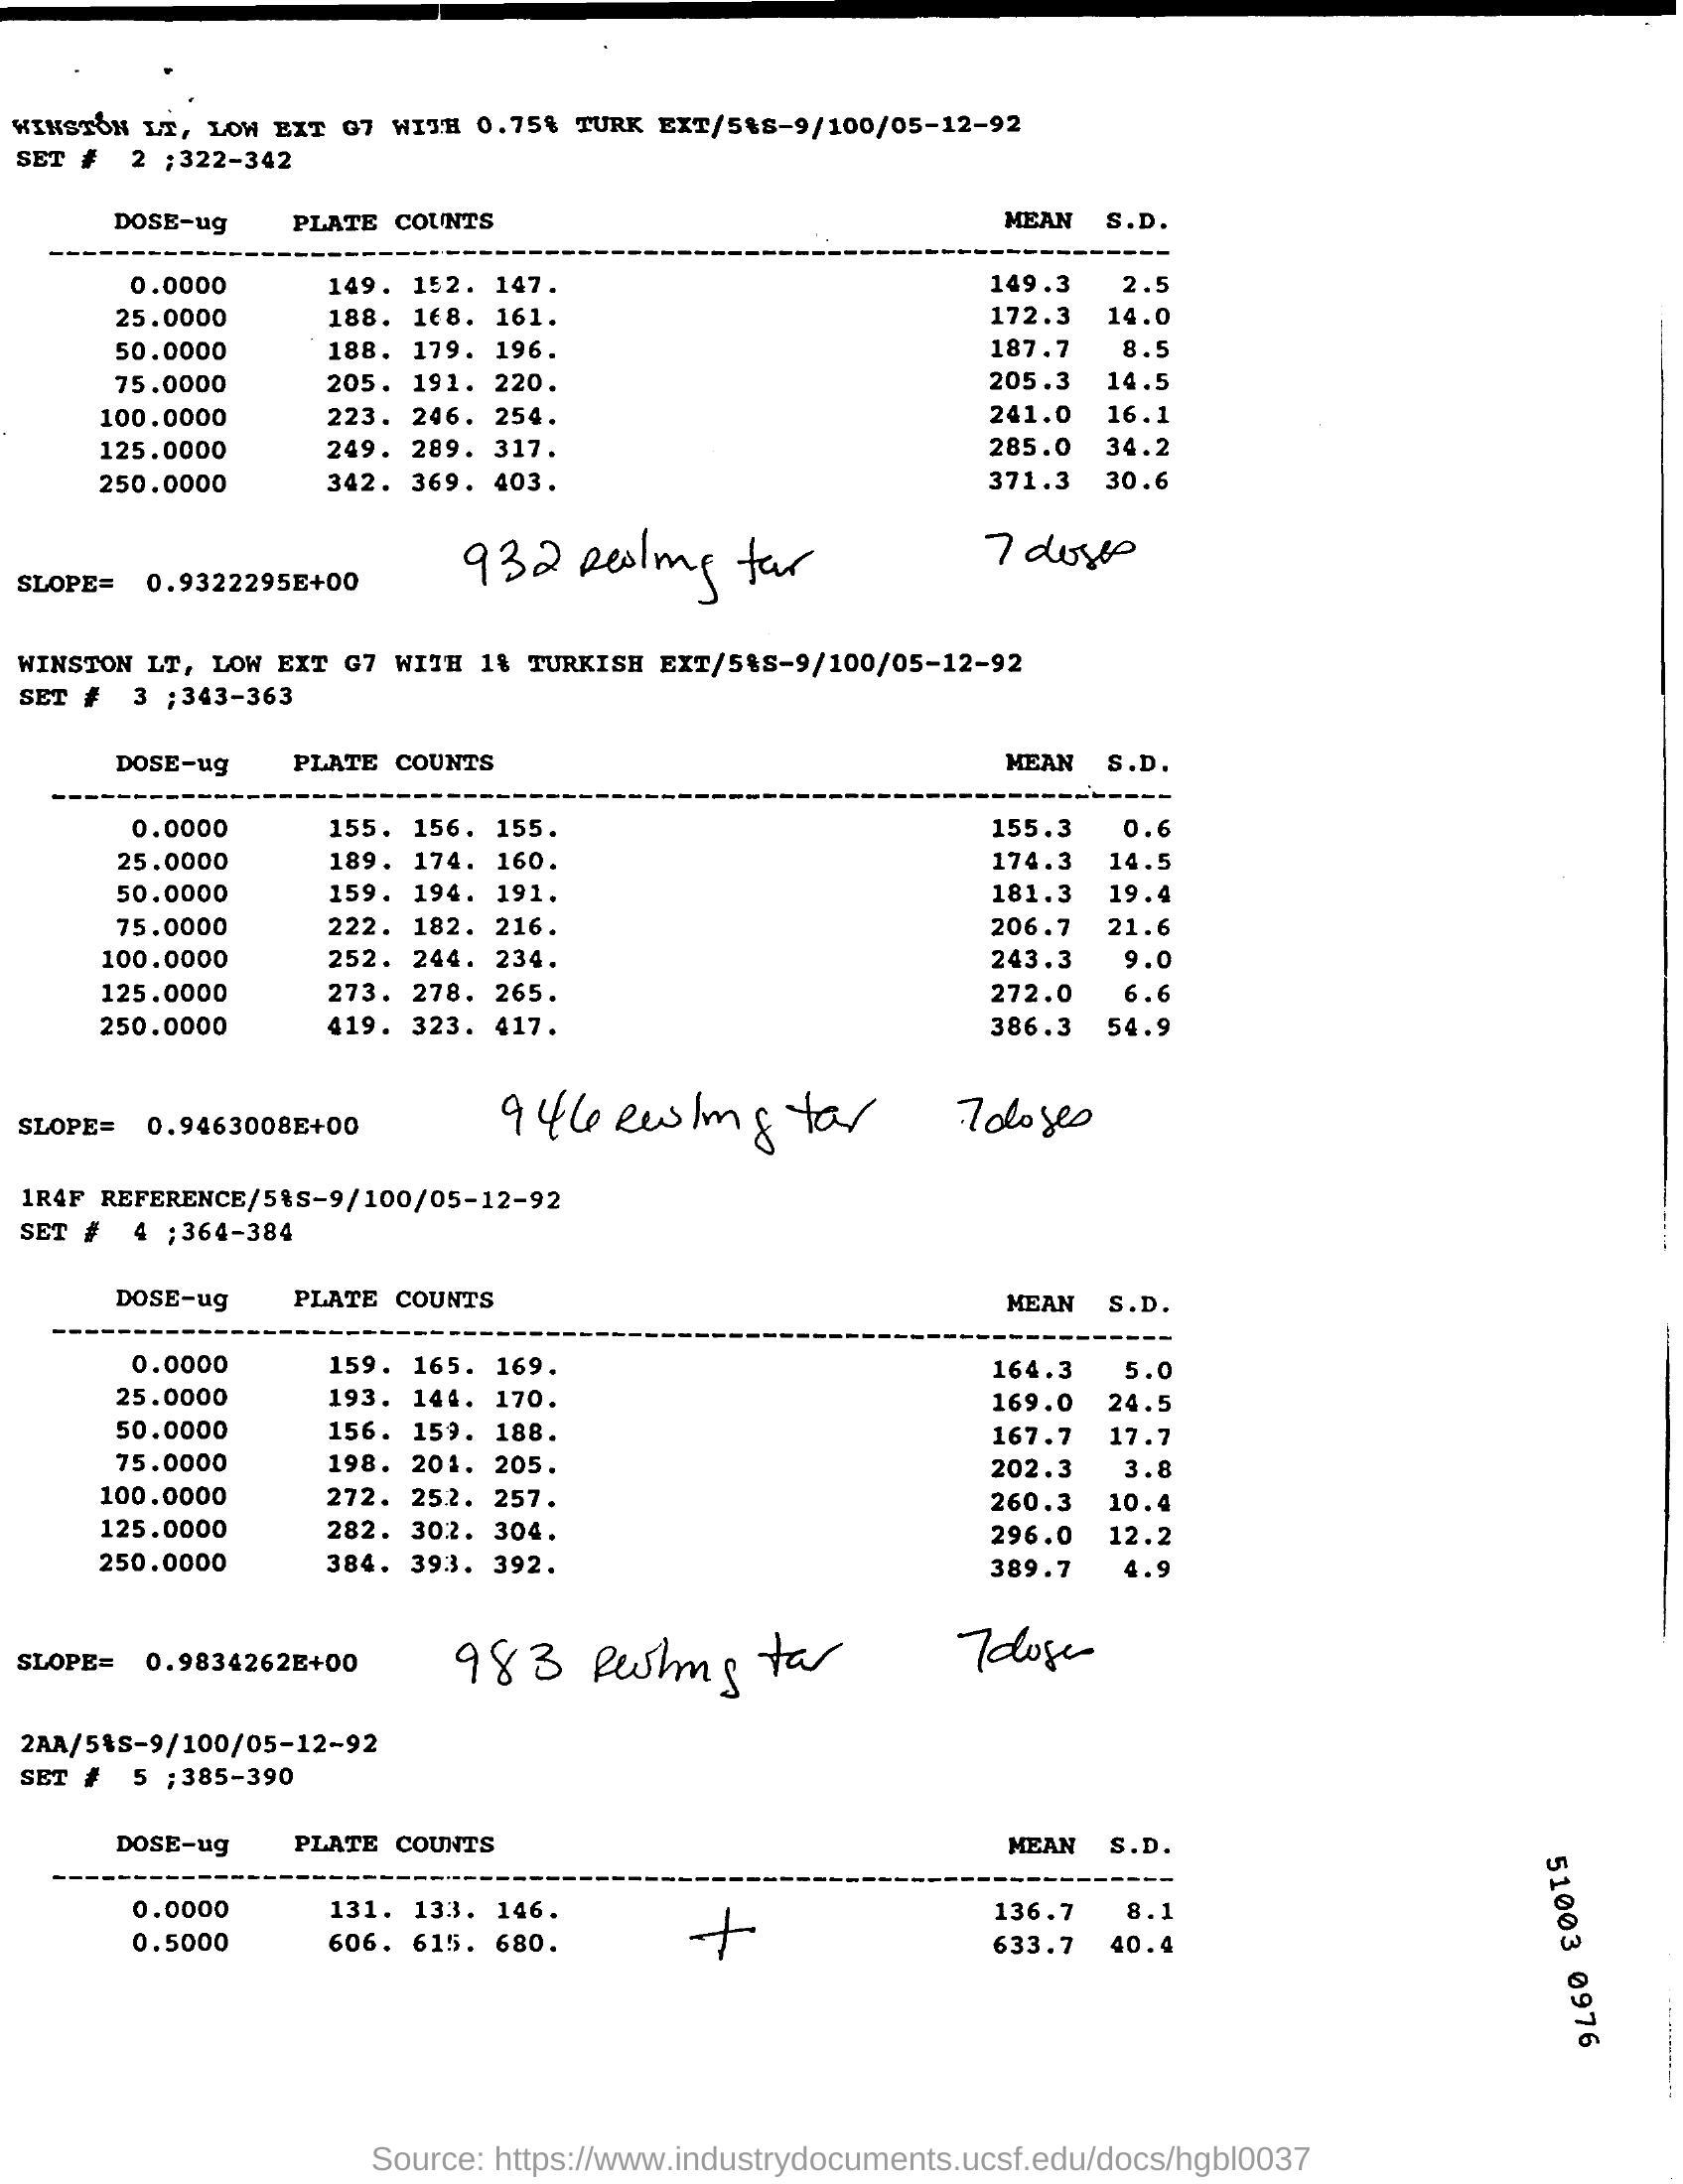 WINSTON LT, LOW EXT G7 WITH 0.75% TURK EXT/5%S-9/100/05-12-92
SET # 2 ;322-342
DOSE-ug PLATE COUNTS MEAN S.D.
0.0000 149. 152. 147. 149.3 2.5
25.0000 188. 168. 161. 172.3 14.0
50.0000 188. 179. 196. 187.7 8.5
75.0000 205. 191. 220. 205.3 14.5
100.0000 223. 246. 254. 241.0 16.1
125.0000 249. 289. 317. 285.0 34.2
250.0000 342. 369. 403. 371.3 30.6
SLOPE= 0.9322295E+00 932 rev/mg tar 7 doses
WINSTON LT, LOW EXT G7 WITH 1% TURKISH EXT/5%S-9/100/05-12-92
SET # 3 ;343-363
DOSE-ug PLATE COUNTS MEAN S.D.
0.0000 155. 156. 155. 155.3 0.6
25.0000 189. 174. 160. 174.3 14.5
50.0000 159. 194. 191. 181.3 19.4
75.0000 222. 182. 216. 206.7 21.6
100.0000 252. 244. 234. 243.3 9.0
125.0000 273. 278. 265. 272.0 6.6
250.0000 419. 323. 417. 386.3 54.9
SLOPE= 0.9463008E+00 946 rev/mg tar 7 doses
1R4F REFERENCE/5%S-9/100/05-12-92
SET # 4 ;364-384
DOSE-ug PLATE COUNTS MEAN S.D.
0.0000 159. 165. 169. 164.3 5.0
25.0000 193. 144. 170. 169.0 24.5
50.0000 156. 159. 188. 167.7 17.7
75.0000 198. 204. 205. 202.3 3.8
100.0000 272. 252. 257. 260.3 10.4
125.0000 282. 302. 304. 296.0 12.2
250.0000 384. 393. 392. 389.7 4.9
SLOPE= 0.9834262E+00 983 rev/mg tar 7 doses
2AA/5%S-9/100/05-12-92
SET # 5 ;385-390
DOSE-ug PLATE COUNTS MEAN S.D.
0.0000 131. 133. 146. 136.7 8.1
0.5000 606. 615. 680. + 633.7 40.4
51003 0976
Source: https://www.industrydocuments.ucsf.edu/docs/hgbl0037